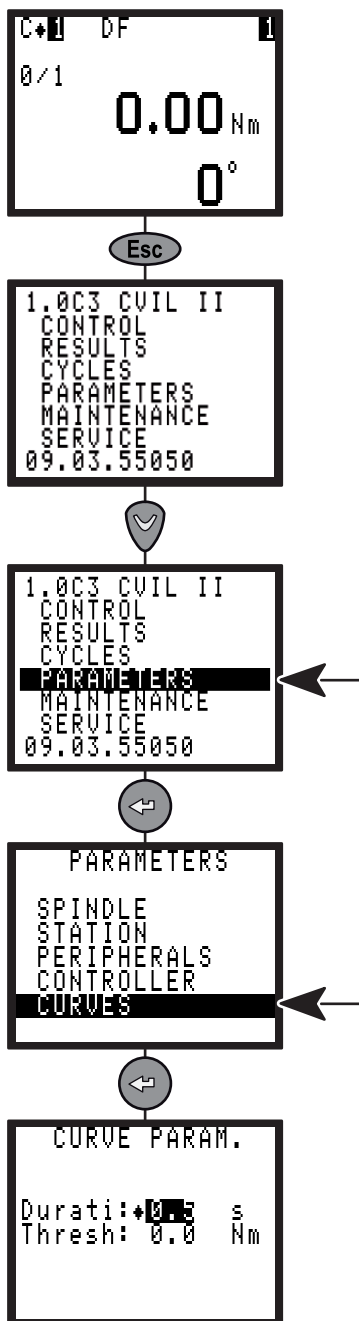 C♦1 DF 1
0/1
0.00 Nm
0°
Esc
1.0C3 CVIL II
CONTROL
RESULTS
CYCLES
PARAMETERS
MAINTENANCE
SERVICE
09.03.55050
1.0C3 CVIL II
CONTROL
RESULTS
CYCLES
PARAMETERS
MAINTENANCE
SERVICE
09.03.55050
PARAMETERS
SPINDLE
STATION
PERIPHERALS
CONTROLLER
CURVES
CURVE PARAM.
Durati:♦0.5 s
Thresh: 0.0 Nm